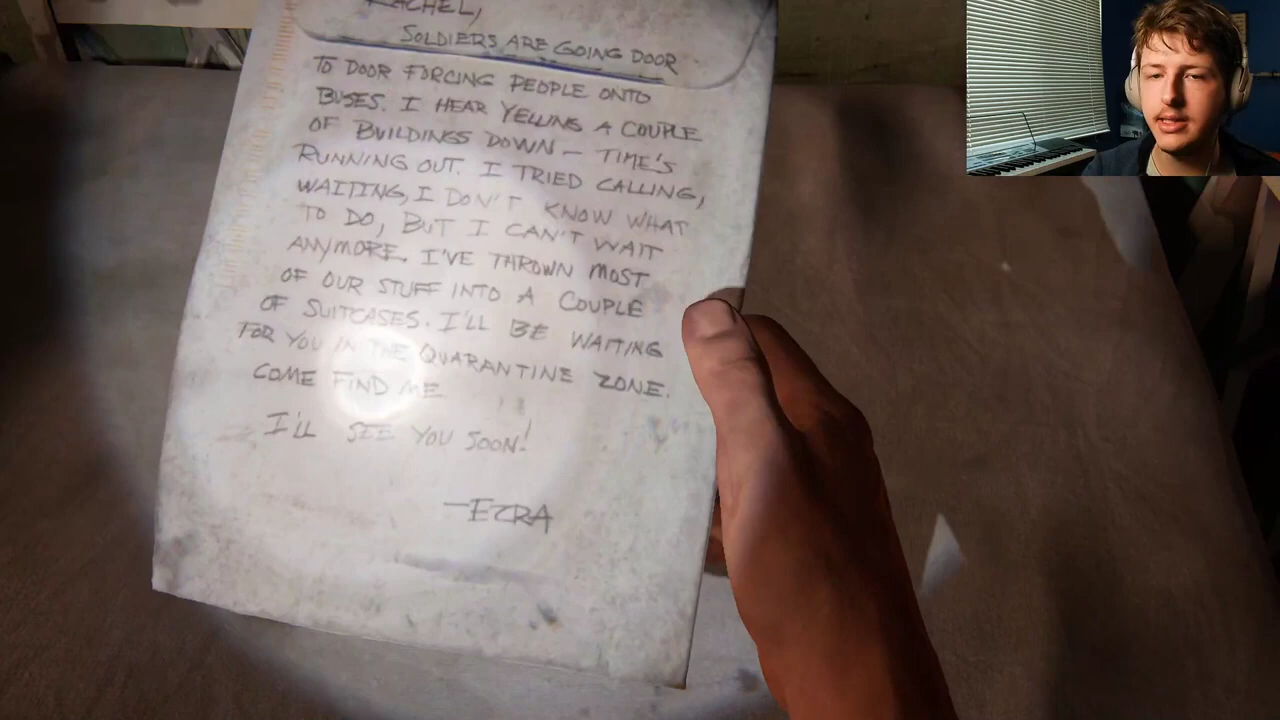 RACHEL,
SOLDIERS ARE GOING DOOR
TO DOOR FORCING PEOPLE ONTO
BUSES. I HEAR YELLING A COUPLE
OF BUILDINGS DOWN – TIME'S
RUNNING OUT. I TRIED CALLING,
WAITING, I DON'T KNOW WHAT
TO DO, BUT I CAN'T WAIT
ANYMORE. I'VE THROWN MOST
OF OUR STUFF INTO A COUPLE
OF SUITCASES. I'LL BE WAITING
FOR YOU IN THE QUARANTINE ZONE.
COME FIND ME.
I'LL SEE YOU SOON!
–EZRA